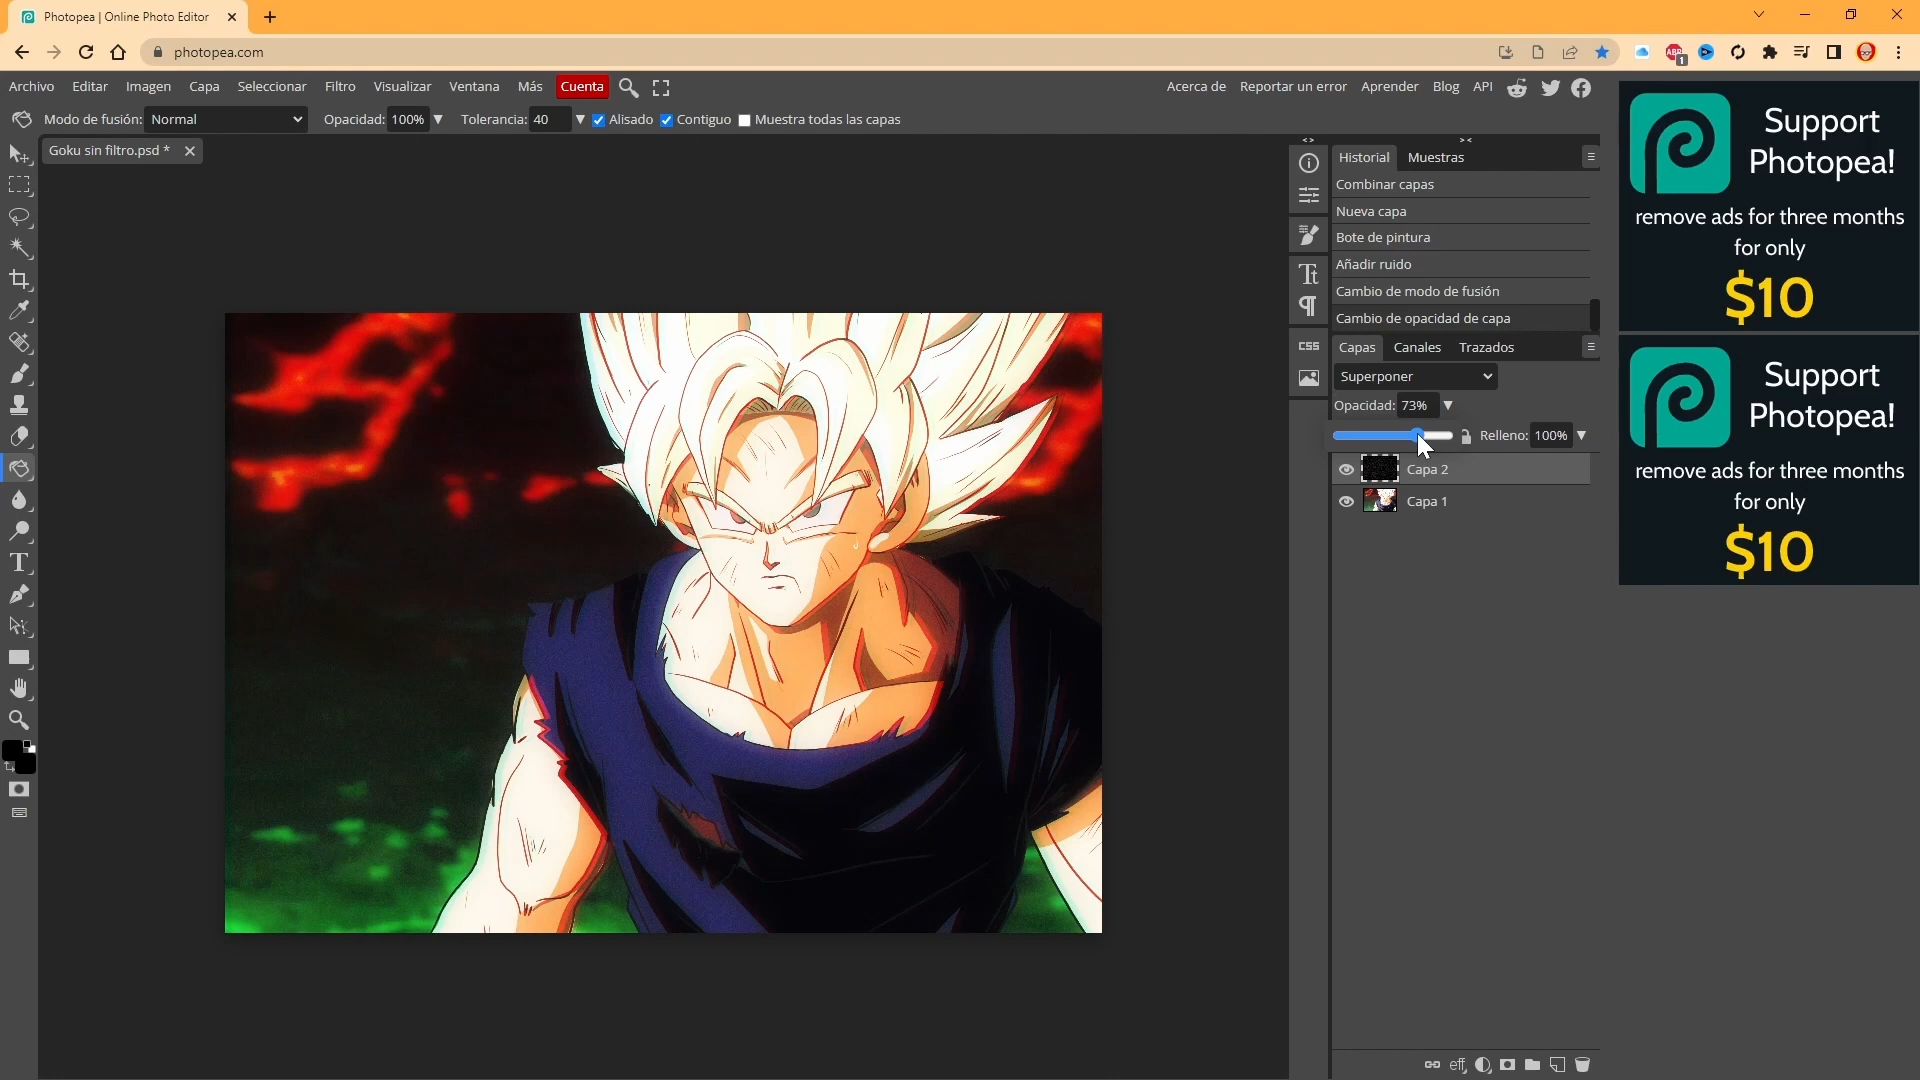 Photopea | Online Photo Editor
photopea.com
ABP
1
Archivo Editar Imagen Capa Seleccionar Filtro Visualizar Ventana Más Cuenta
Acerca de Reportar un error Aprender Blog API
Modo de fusión: Normal Opacidad: 100% Tolerancia: 40 Alisado Contiguo Muestra todas las capas
Goku sin filtro.psd *
Historial Muestras
Combinar capas
Nueva capa
Bote de pintura
Añadir ruido
Cambio de modo de fusión
Cambio de opacidad de capa
CSS
Capas Canales Trazados
Superponer
Opacidad: 73%
Relleno: 100%
Capa 2
Capa 1
eff
Support
Photopea!
remove ads for three months
for only
$10
Support
Photopea!
remove ads for three months
for only
$10